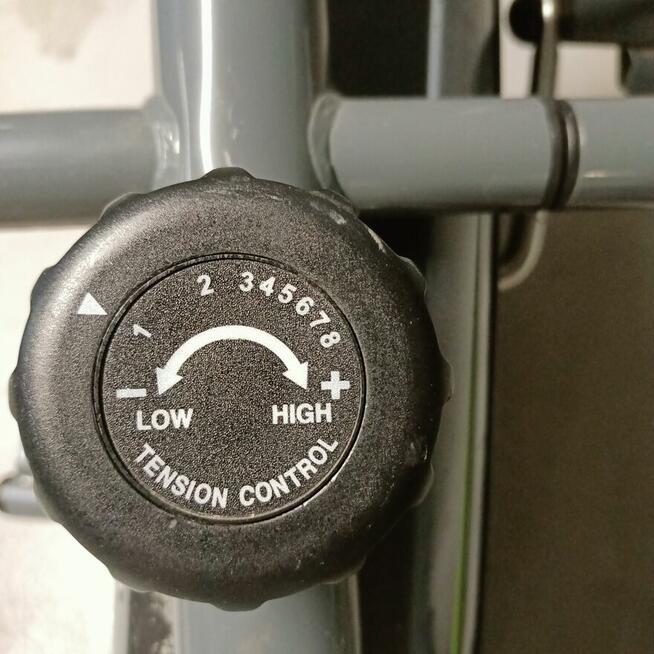 1 2 345678
− +
LOW HIGH
TENSION CONTROL